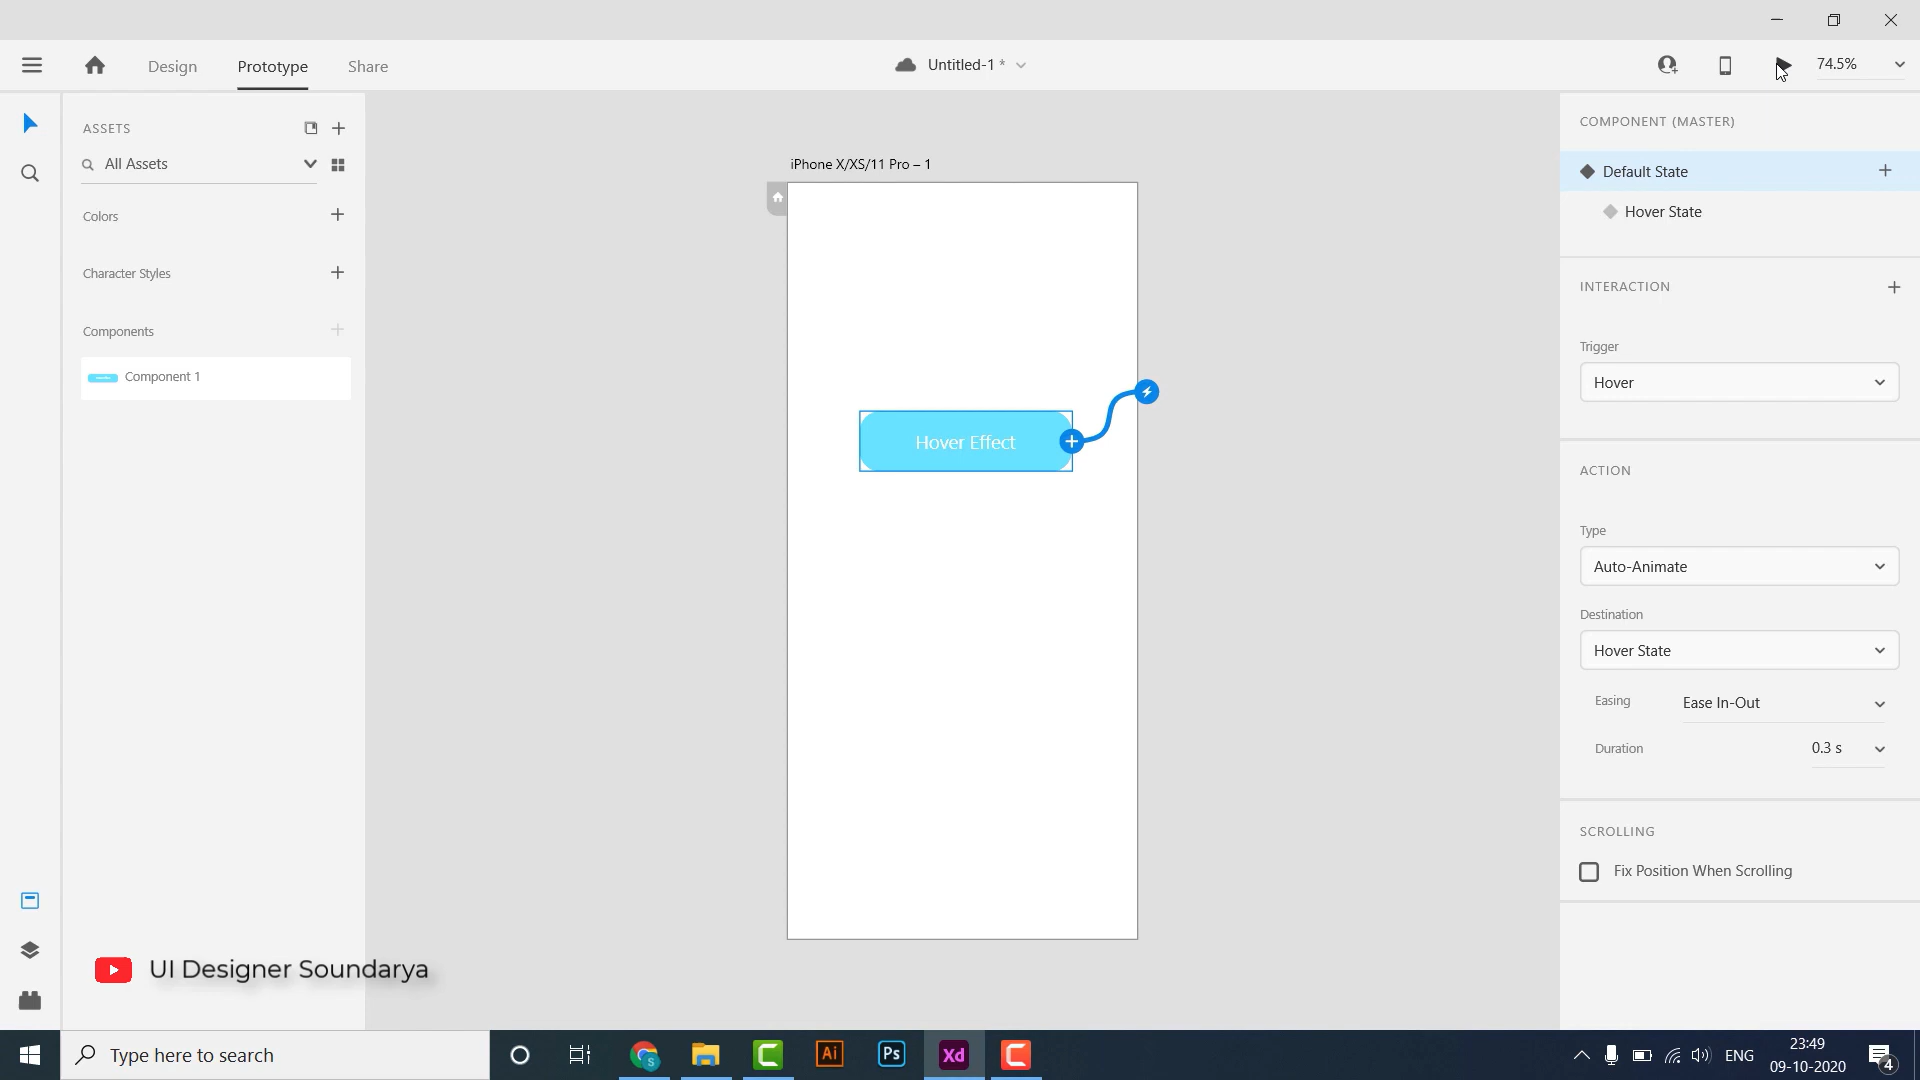 Design
Prototype
Share
Untitled-1 *
74.5%
ASSETS
All Assets
Colors
Character Styles
Components
Component 1
iPhone X/XS/11 Pro – 1
Hover Effect
COMPONENT (MASTER)
Default State
Hover State
INTERACTION
Trigger
Hover
ACTION
Type
Auto-Animate
Destination
Hover State
Easing
Ease In-Out
Duration
0.3 s
SCROLLING
Fix Position When Scrolling
UI Designer Soundarya
Type here to search
S
Ai
Ps
Xd
ENG
23:49
09-10-2020
4